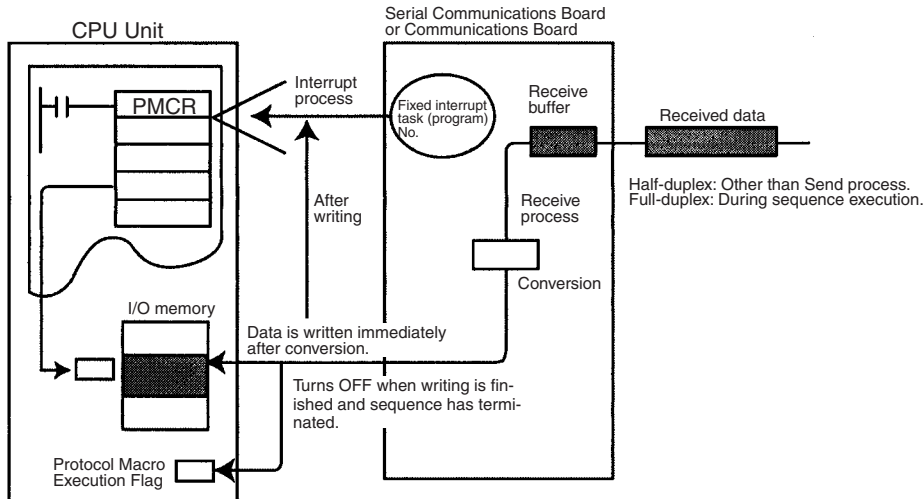 CPU Unit
Serial Communications Board
or Communications Board
PMCR
Interrupt
process
Fixed interrupt
task (program)
No.
Receive
buffer
Received data
Half-duplex: Other than Send process.
Full-duplex: During sequence execution.
After
writing
Receive
process
Conversion
I/O memory
Data is written immediately
after conversion.
Turns OFF when writing is fin-
ished and sequence has termi-
nated.
Protocol Macro
Execution Flag